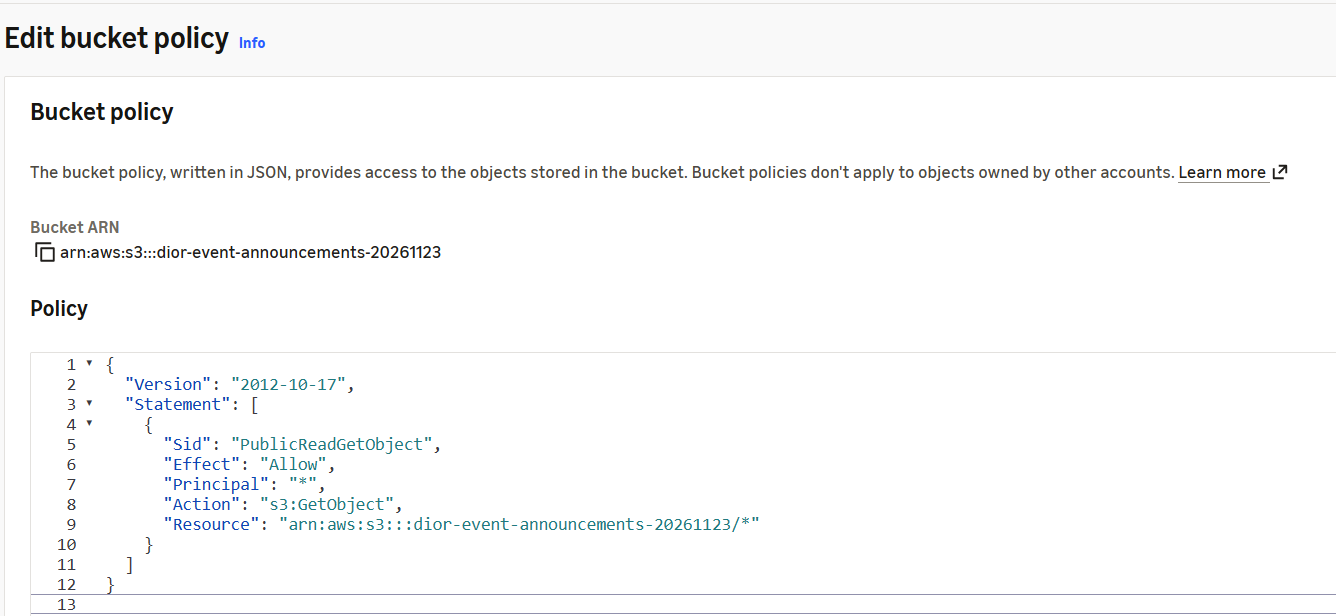 Edit bucket policy Info
Bucket policy
The bucket policy, written in JSON, provides access to the objects stored in the bucket. Bucket policies don't apply to objects owned by other accounts. Learn more
Bucket ARN
arn:aws:s3:::dior-event-announcements-20261123
Policy
1 {
2 "Version": "2012-10-17",
3 "Statement": [
4 {
5 "Sid": "PublicReadGetObject",
6 "Effect": "Allow",
7 "Principal": "*",
8 "Action": "s3:GetObject",
9 "Resource": "arn:aws:s3:::dior-event-announcements-20261123/*"
10 }
11 ]
12 }
13